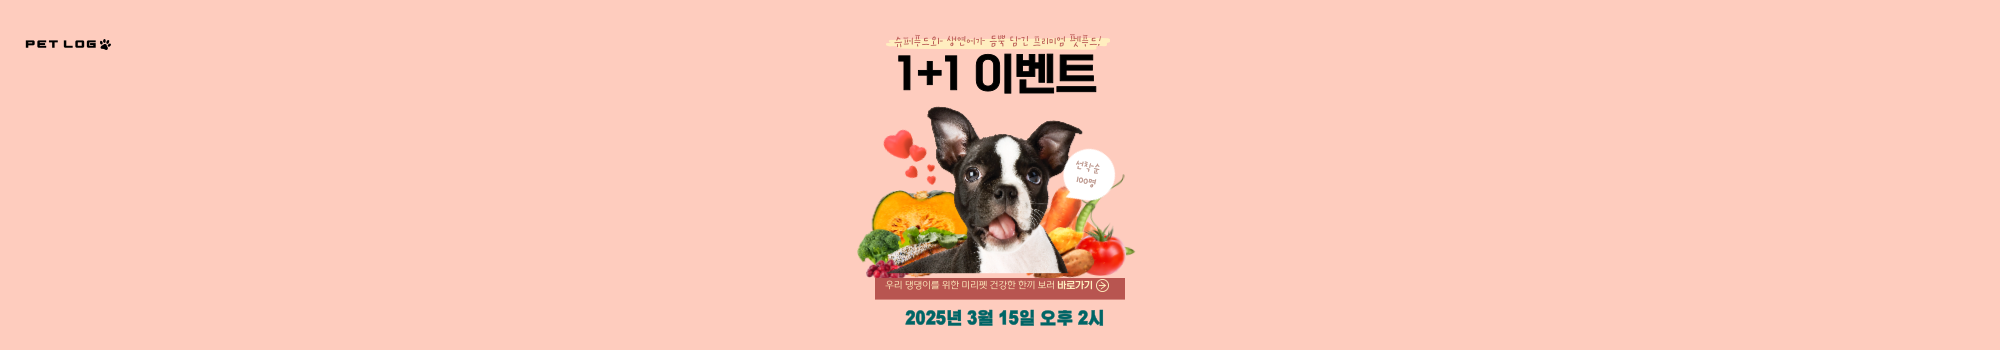 PET LOG
슈퍼푸드와 생연어가 듬뿍 담긴 프리미엄 펫푸드!
1+1 이벤트
선착순
100명
우리 댕댕이를 위한 미리펫 건강한 한끼 보러 바로가기
2025년 3월 15일 오후 2시